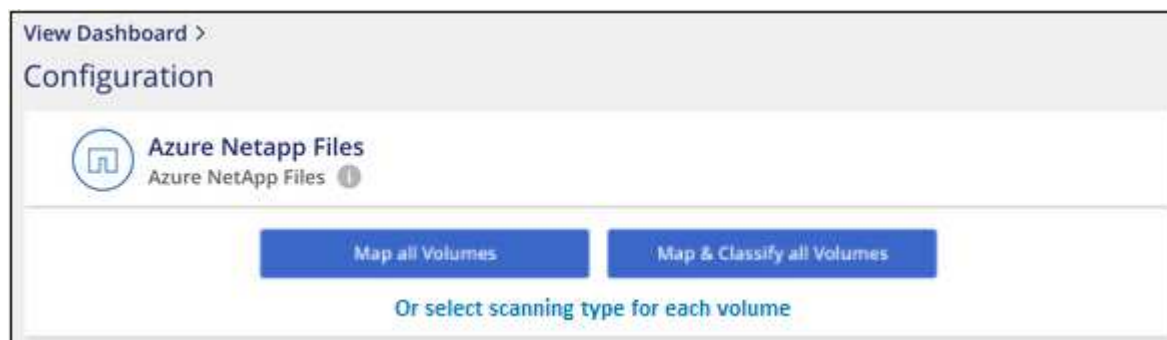 View Dashboard >
Configuration
Azure Netapp Files
Azure NetApp Files
Map all Volumes
Map & Classify all Volumes
Or select scanning type for each volume